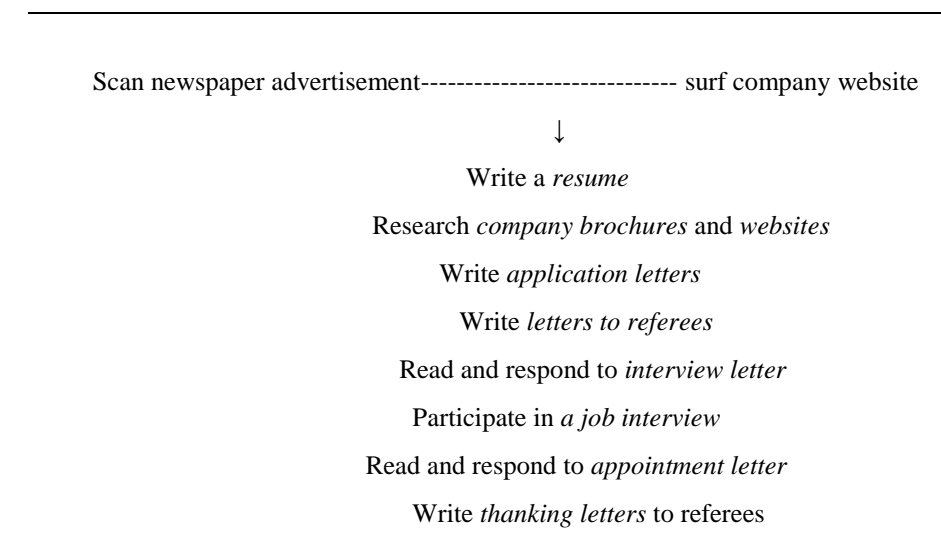 Scan newspaper advertisement----------------------------- surf company website
↓
Write a resume
Research company brochures and websites
Write application letters
Write letters to referees
Read and respond to interview letter
Participate in a job interview
Read and respond to appointment letter
Write thanking letters to referees